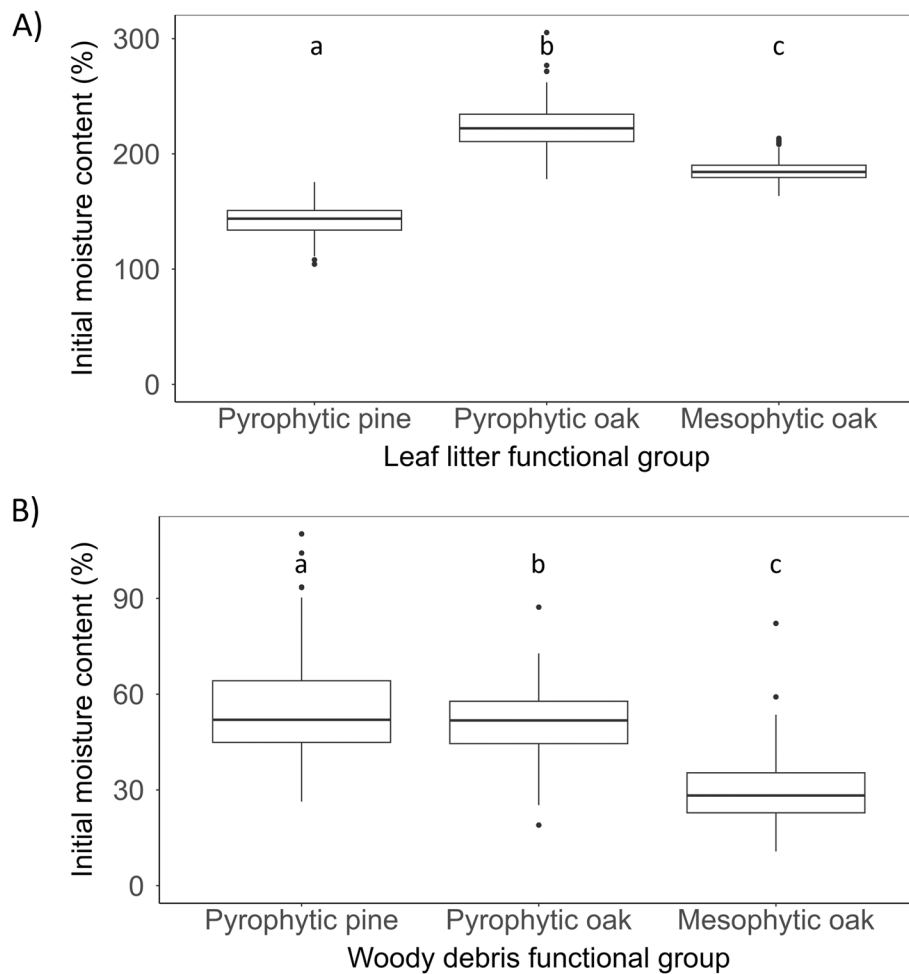 A)
Initial moisture content (%)
300
200
100
0
a b c
Pyrophytic pine Pyrophytic oak Mesophytic oak
Leaf litter functional group
B)
Initial moisture content (%)
90
60
30
0
a b c
Pyrophytic pine Pyrophytic oak Mesophytic oak
Woody debris functional group